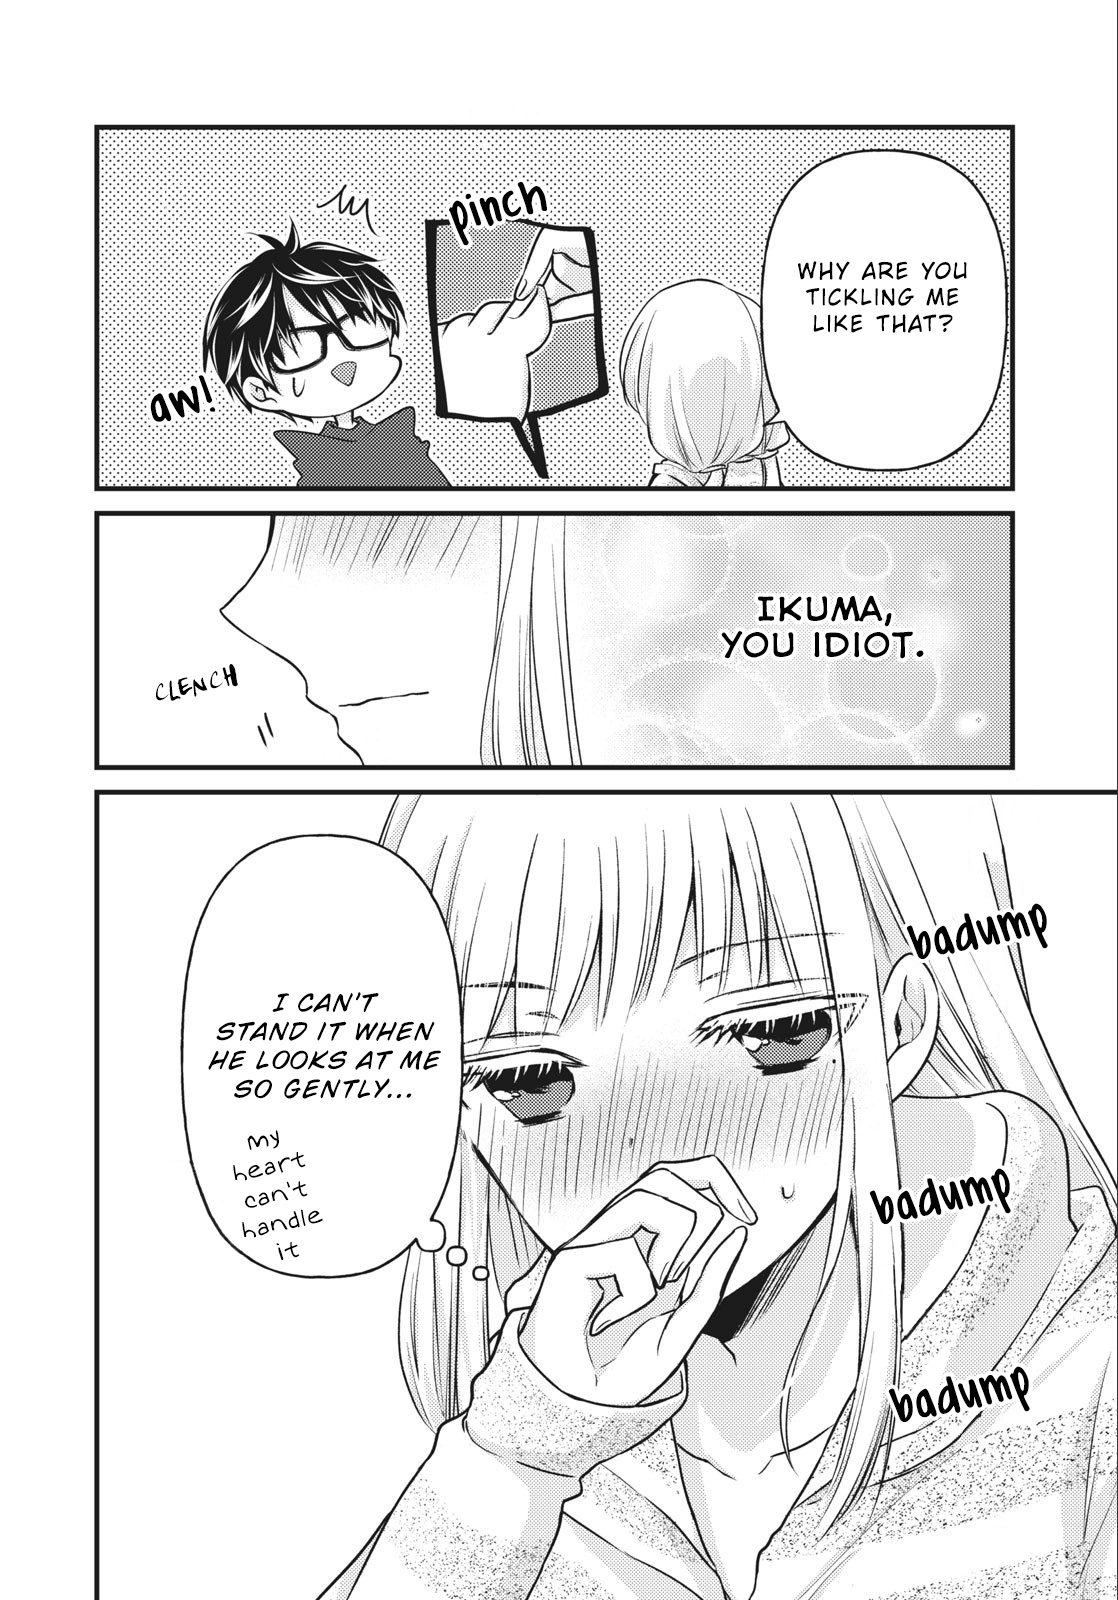 WHY ARE YOU
TICKLING ME
LIKE THAT?
pinch
aw!
IKUMA,
YOU IDIOT.
CLENCH
badump
I CAN'T
STAND IT WHEN
HE LOOKS AT ME
SO GENTLY...
my
heart
can't
handle
it
badump
badump